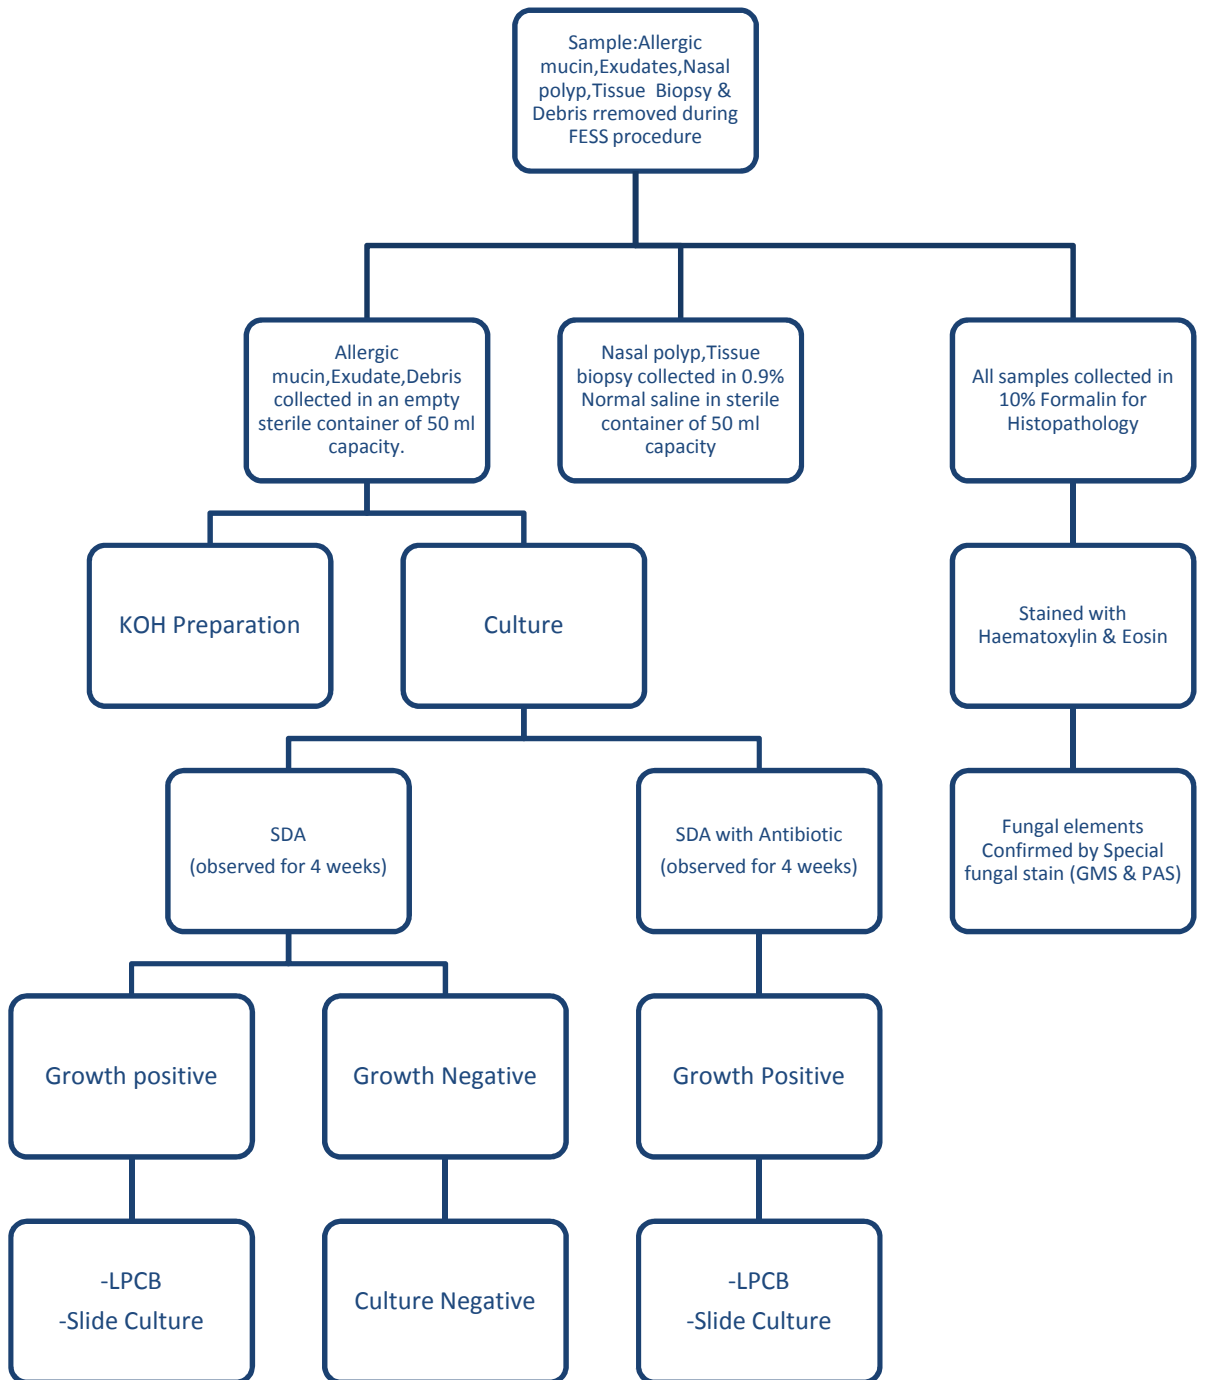 Sample:Allergic
mucin,Exudates,Nasal
polyp,Tissue Biopsy &
Debris rremoved during
FESS procedure
Allergic
mucin,Exudate,Debris
collected in an empty
sterile container of 50 ml
capacity.
Nasal polyp,Tissue
biopsy collected in 0.9%
Normal saline in sterile
container of 50 ml
capacity
All samples collected in
10% Formalin for
Histopathology
KOH Preparation
Culture
Stained with
Haematoxylin & Eosin
SDA
(observed for 4 weeks)
SDA with Antibiotic
(observed for 4 weeks)
Fungal elements
Confirmed by Special
fungal stain (GMS & PAS)
Growth positive
Growth Negative
Growth Positive
-LPCB
-Slide Culture
Culture Negative
-LPCB
-Slide Culture